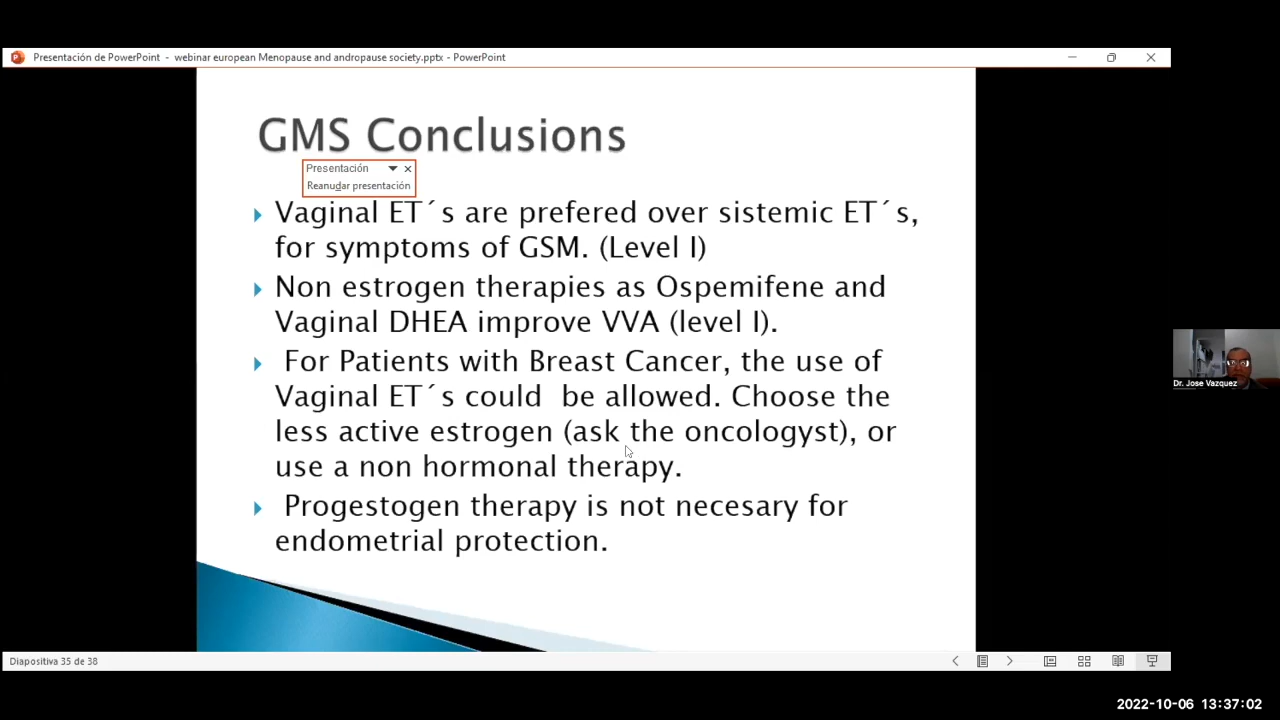 Presentación de PowerPoint - webinar european Menopause and andropause society.pptx - PowerPoint
GMS Conclusions
Presentación
Reanudar presentación
Vaginal ET´s are prefered over sistemic ET´s,
for symptoms of GSM. (Level I)
Non estrogen therapies as Ospemifene and
Vaginal DHEA improve VVA (level I).
For Patients with Breast Cancer, the use of
Vaginal ET´s could be allowed. Choose the
less active estrogen (ask the oncologyst), or
use a non hormonal therapy.
Progestogen therapy is not necesary for
endometrial protection.
Dr. Jose Vazquez
Diapositiva 35 de 38
2022-10-06 13:37:02